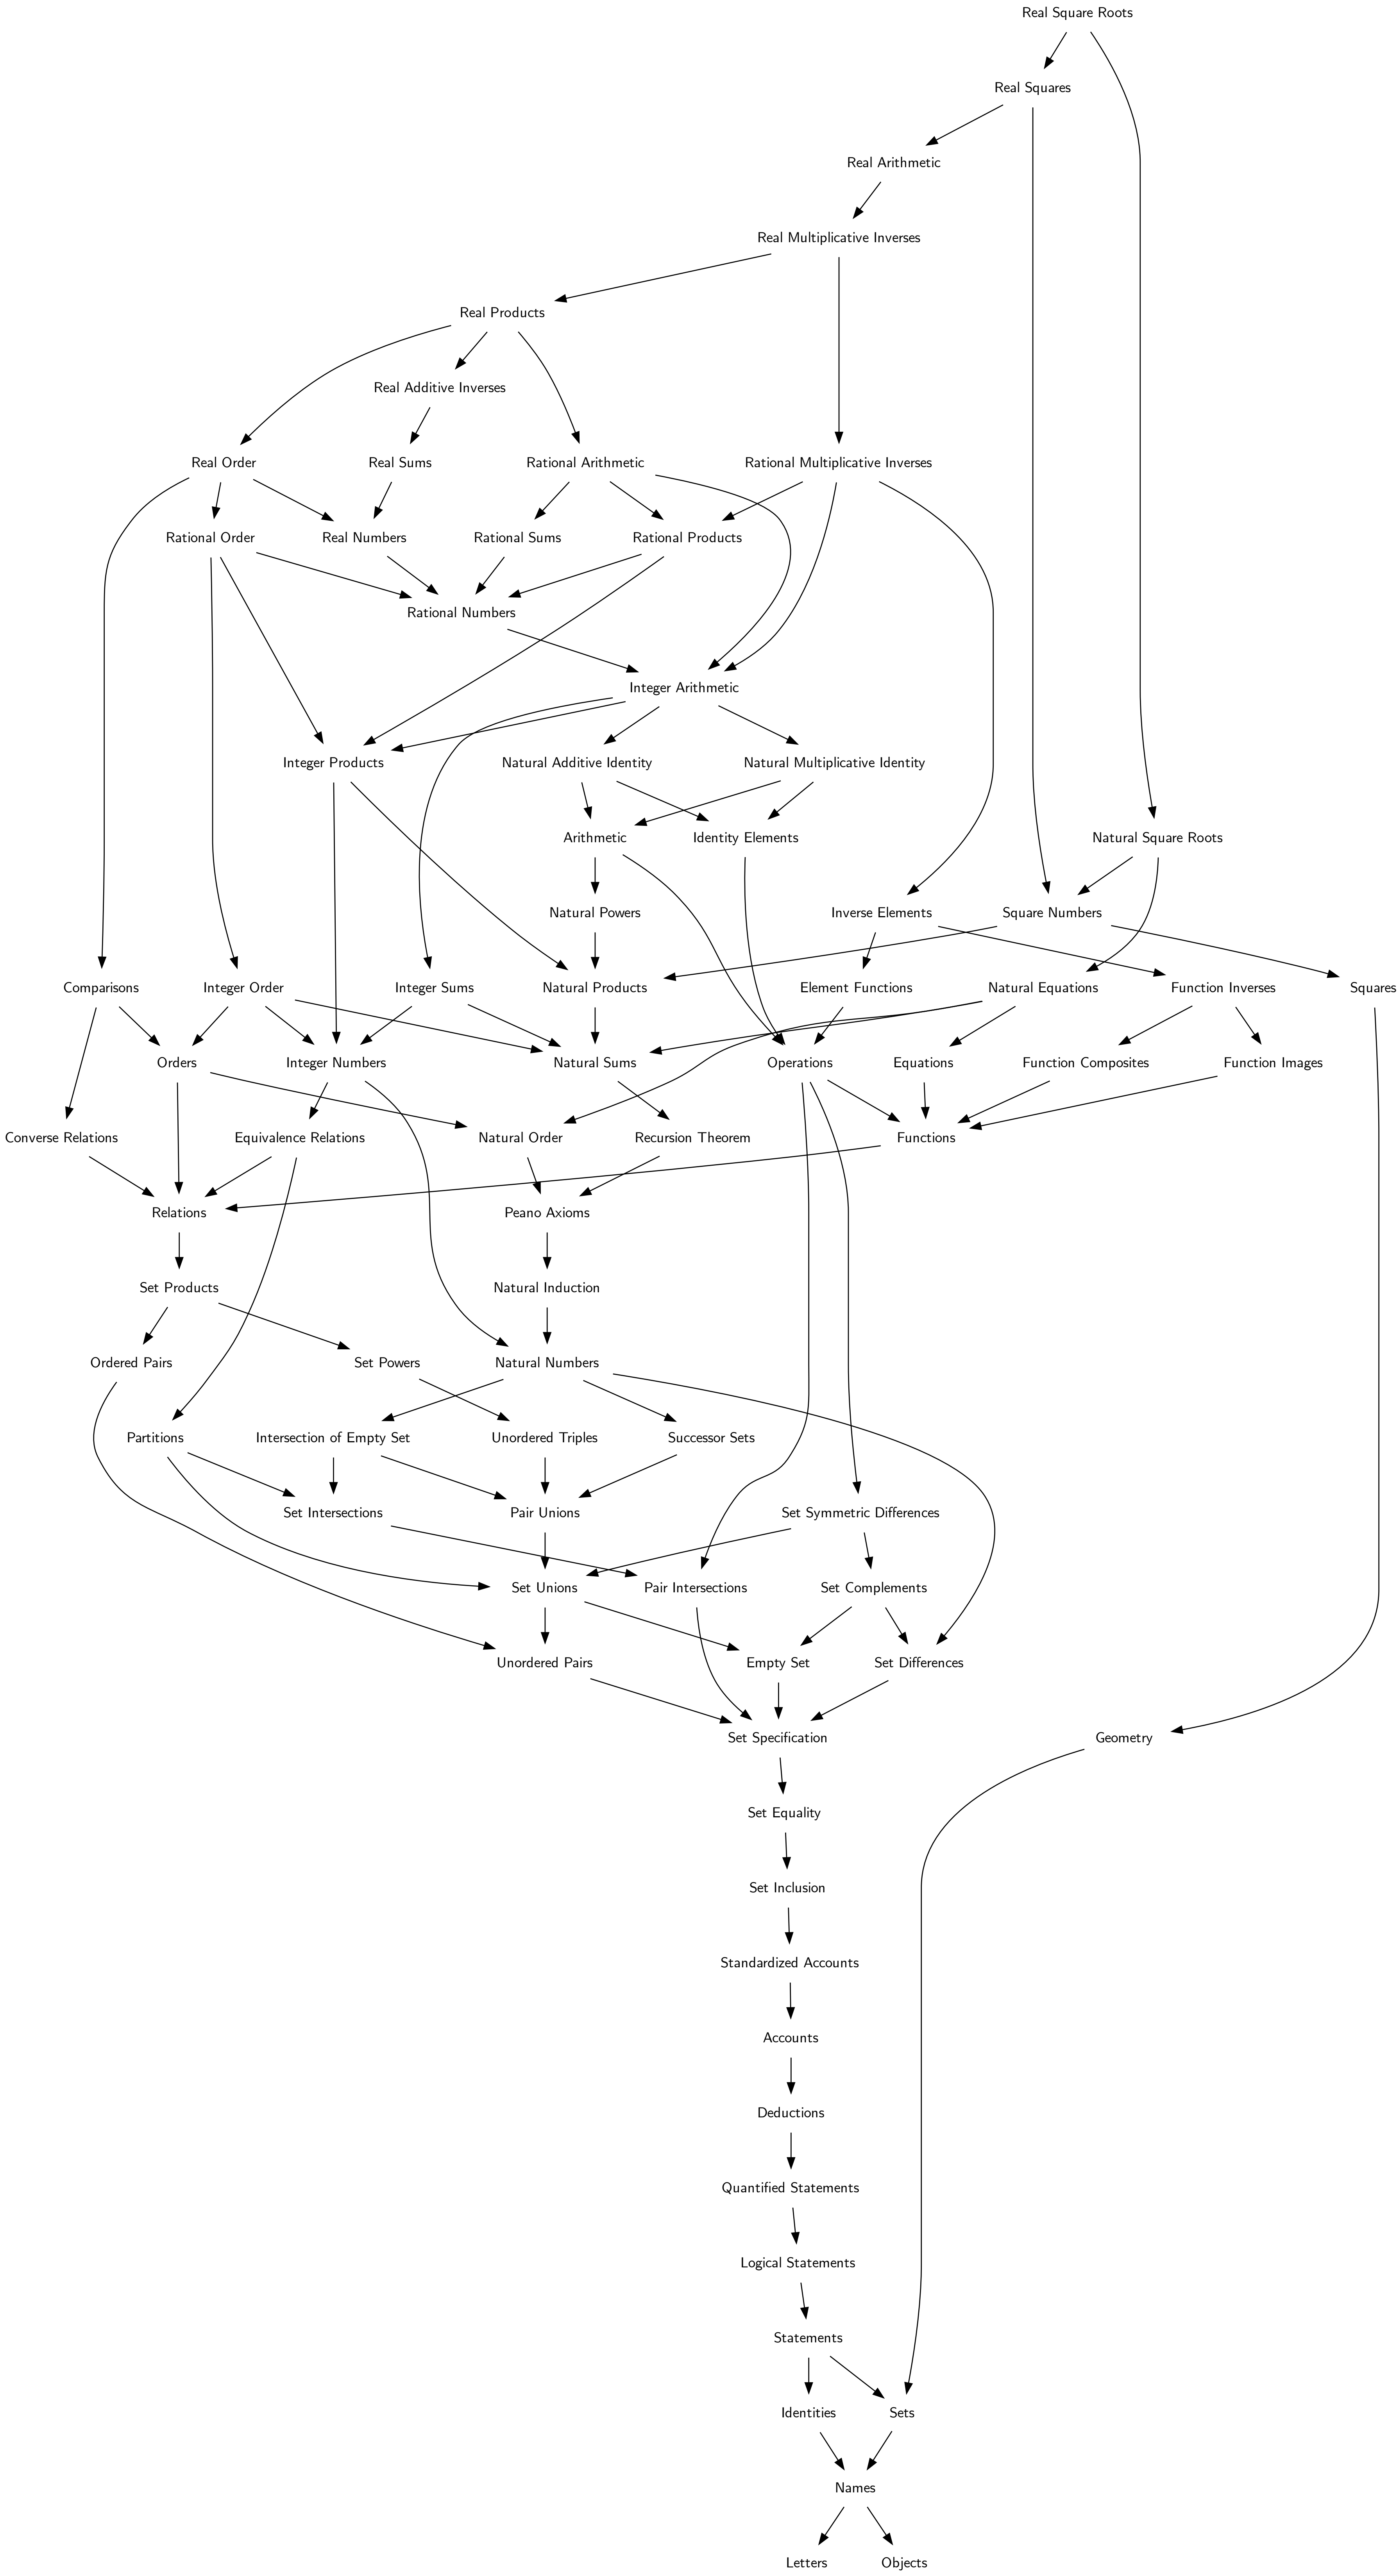 Real Square Roots
Real Squares
Real Arithmetic
Real Multiplicative Inverses
Real Products
Real Additive Inverses
Real Order
Real Sums
Rational Arithmetic
Rational Multiplicative Inverses
Rational Order
Real Numbers
Rational Sums
Rational Products
Rational Numbers
Integer Arithmetic
Integer Products
Natural Additive Identity
Natural Multiplicative Identity
Arithmetic
Identity Elements
Natural Square Roots
Natural Powers
Inverse Elements
Square Numbers
Comparisons
Integer Order
Integer Sums
Natural Products
Element Functions
Natural Equations
Function Inverses
Squares
Orders
Integer Numbers
Natural Sums
Operations
Equations
Function Composites
Function Images
Converse Relations
Equivalence Relations
Natural Order
Recursion Theorem
Functions
Relations
Peano Axioms
Set Products
Natural Induction
Ordered Pairs
Set Powers
Natural Numbers
Partitions
Intersection of Empty Set
Unordered Triples
Successor Sets
Set Intersections
Pair Unions
Set Symmetric Differences
Set Unions
Pair Intersections
Set Complements
Unordered Pairs
Empty Set
Set Differences
Set Specification
Geometry
Set Equality
Set Inclusion
Standardized Accounts
Accounts
Deductions
Quantified Statements
Logical Statements
Statements
Identities
Sets
Names
Letters
Objects